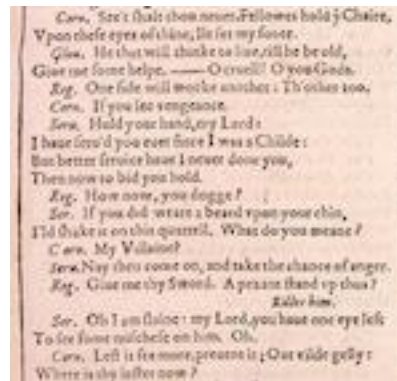 Corn. See't shalt thou neuer. Fellowes hold ẏ Chaire,
Vpon these eyes of thine, Ile set my foote.
Glou. He that will thinke to liue, till he be old,
Giue me some helpe. —— O cruell! O you Gods.
Reg. One side will mocke another: Th'other too.
Corn. If you see vengeance.
Seru. Hold your hand, my Lord:
I haue seru'd you euer since I was a Childe:
But better seruice haue I neuer done you,
Then now to bid you hold.
Reg. How now, you dogge?
Ser. If you did weare a beard vpon your chin,
I'ld shake it on this quarrell. What do you meane?
Corn. My Villaine?
Seru. Nay then come on, and take the chance of anger.
Reg. Giue me thy Sword. A pezant stand vp thus?
Killes him.
Ser. Oh I am slaine: my Lord, you haue one eye left
To see some mischefe on him. Oh.
Corn. Lest it see more, preuent it; Out vilde gelly:
Where is thy luster now?